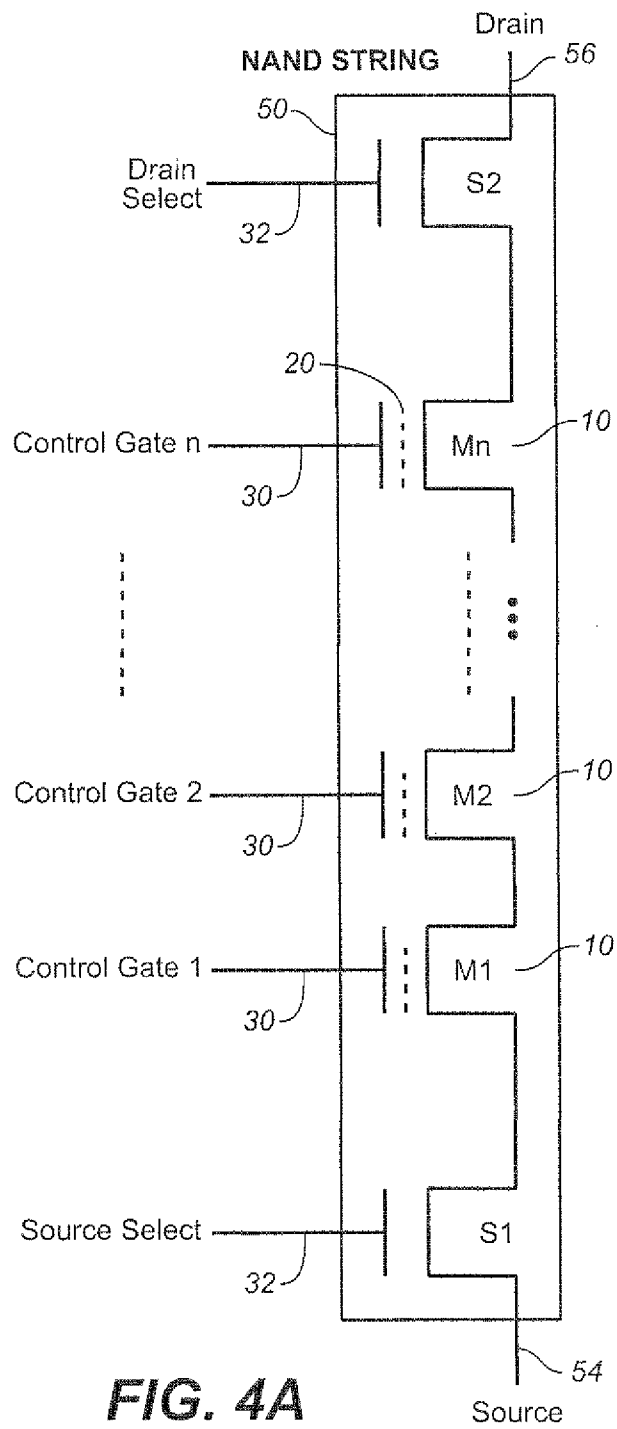 Drain
NAND STRING
56
50
Drain
Select
S2
32
20
10
Control Gate n
Mn
30
10
Control Gate 2
M2
30
10
Control Gate 1
M1
30
Source Select
S1
32
54
FIG. 4A
Source